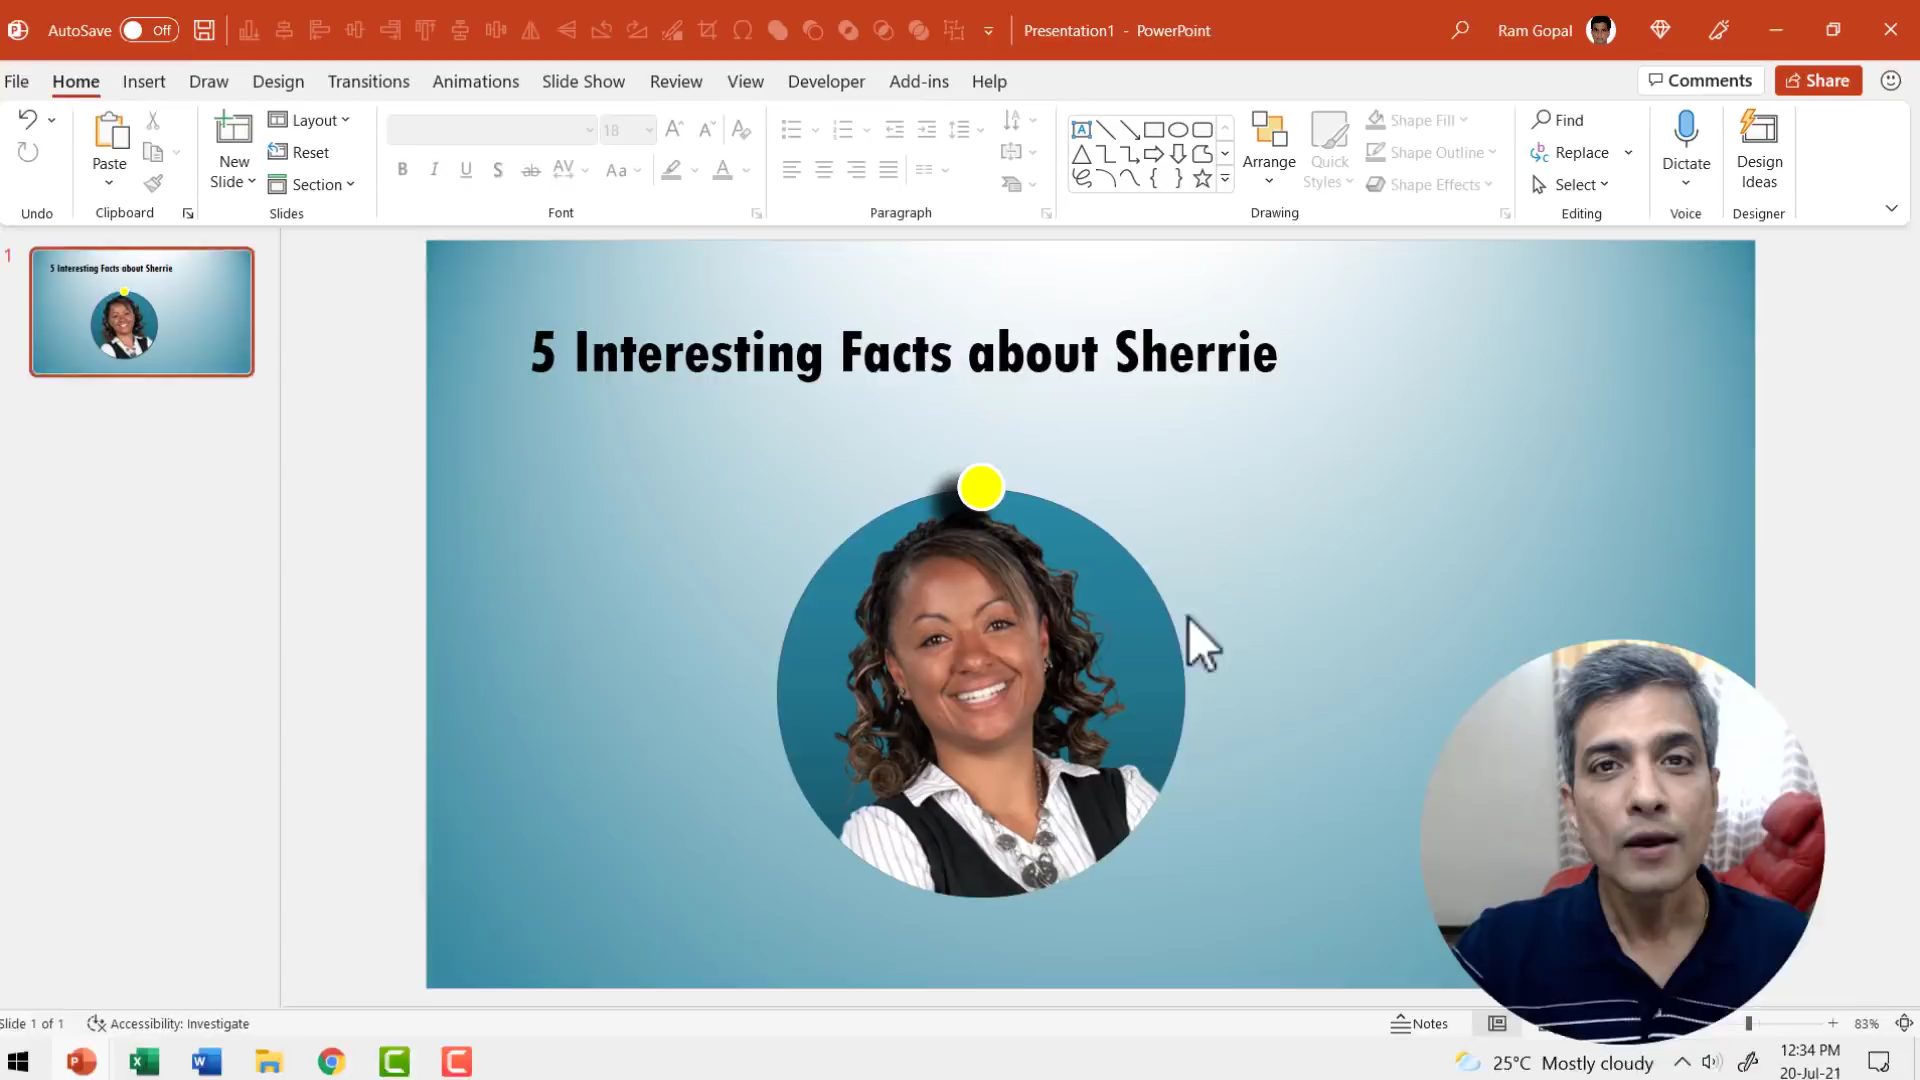 AutoSave Off
Presentation1 - PowerPoint
Ram Gopal
File Home Insert Draw Design Transitions Animations Slide Show Review View Developer Add-ins Help
Comments Share
Paste
New Slide
Layout
Reset
Section
18
B I U S ab AV Aa A
Arrange
Quick Styles
Shape Fill
Shape Outline
Shape Effects
Find
Replace
Select
Dictate
Design Ideas
Undo Clipboard Slides Font Paragraph Drawing Editing Voice Designer
1
5 Interesting Facts about Sherrie
5 Interesting Facts about Sherrie
Slide 1 of 1 Accessibility: Investigate
Notes
83%
25°C Mostly cloudy
12:34 PM
20-Jul-21